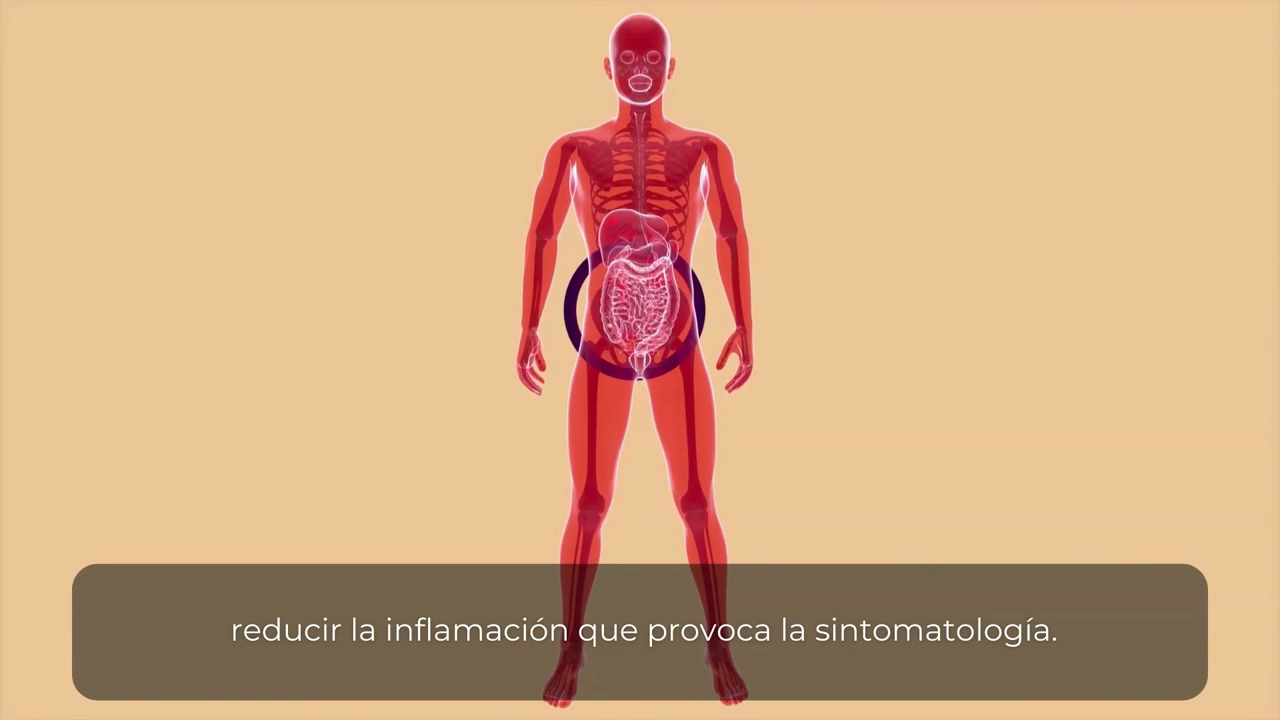 reducir la inflamación que provoca la sintomatología.